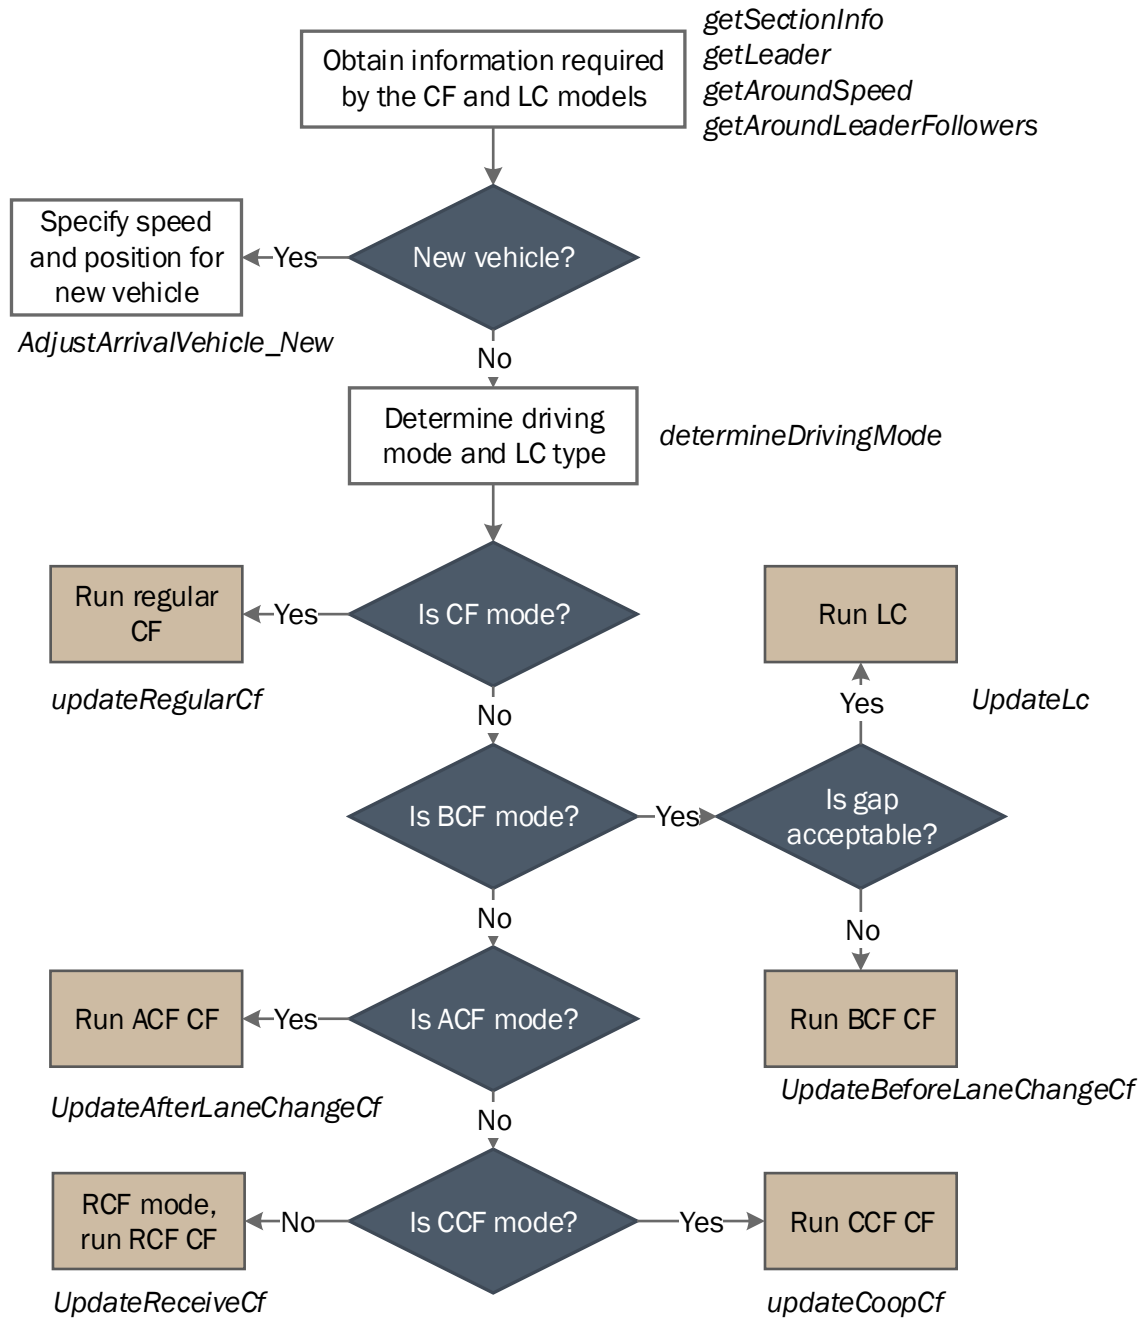 getSectionInfo
getLeader
getAroundSpeed
getAroundLeaderFollowers
Obtain information required
by the CF and LC models
New vehicle?
Yes
Specify speed
and position for
new vehicle
AdjustArrivalVehicle_New
No
Determine driving
mode and LC type
determineDrivingMode
Is CF mode?
Yes
Run regular
CF
updateRegularCf
No
Is BCF mode?
Yes
Is gap
acceptable?
Yes
Run LC
UpdateLc
No
Run BCF CF
UpdateBeforeLaneChangeCf
No
Is ACF mode?
Yes
Run ACF CF
UpdateAfterLaneChangeCf
No
Is CCF mode?
No
RCF mode,
run RCF CF
UpdateReceiveCf
Yes
Run CCF CF
updateCoopCf